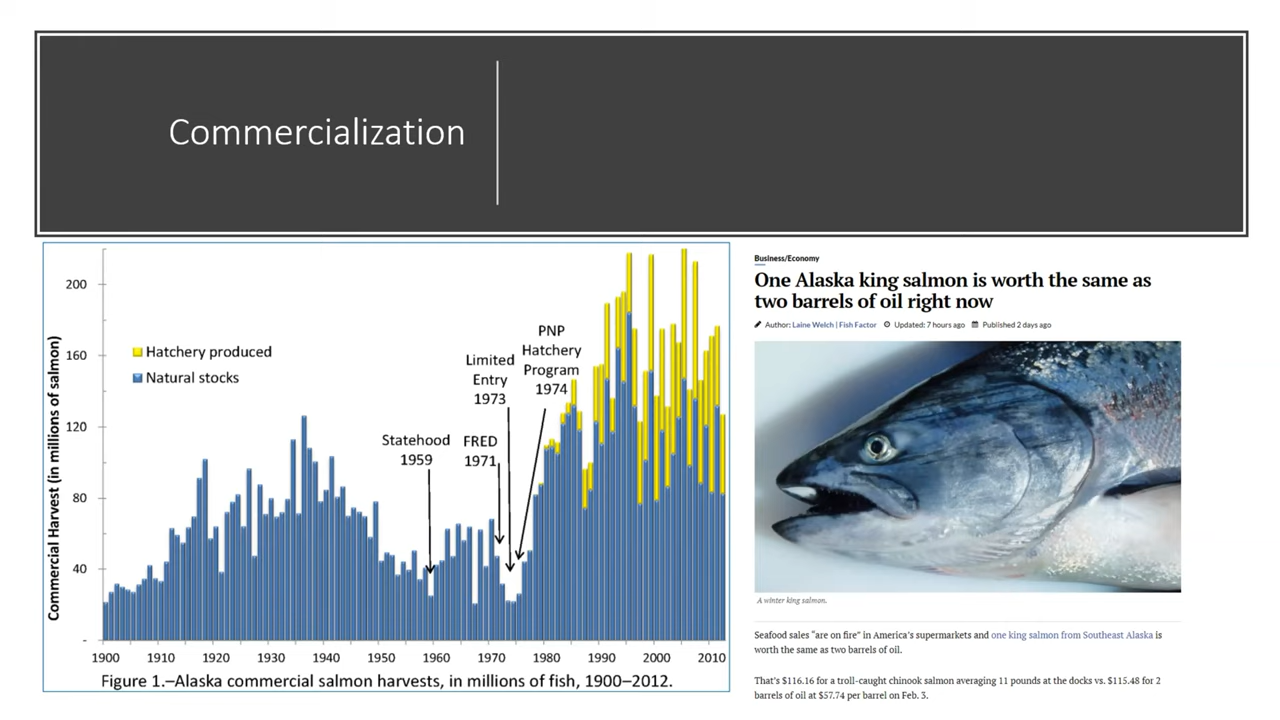 Commercialization
Commercial Harvest (in millions of salmon)
200
160
120
80
40
-
Hatchery produced
Natural stocks
Statehood
1959
FRED
1971
Limited
Entry
1973
PNP
Hatchery
Program
1974
1900 1910 1920 1930 1940 1950 1960 1970 1980 1990 2000 2010
Figure 1.–Alaska commercial salmon harvests, in millions of fish, 1900–2012.
Business/Economy
One Alaska king salmon is worth the same as
two barrels of oil right now
Author: Laine Welch | Fish Factor Updated: 7 hours ago Published 2 days ago
A winter king salmon.
Seafood sales “are on fire” in America’s supermarkets and one king salmon from Southeast Alaska is
worth the same as two barrels of oil.
That’s $116.16 for a troll-caught chinook salmon averaging 11 pounds at the docks vs. $115.48 for 2
barrels of oil at $57.74 per barrel on Feb. 3.